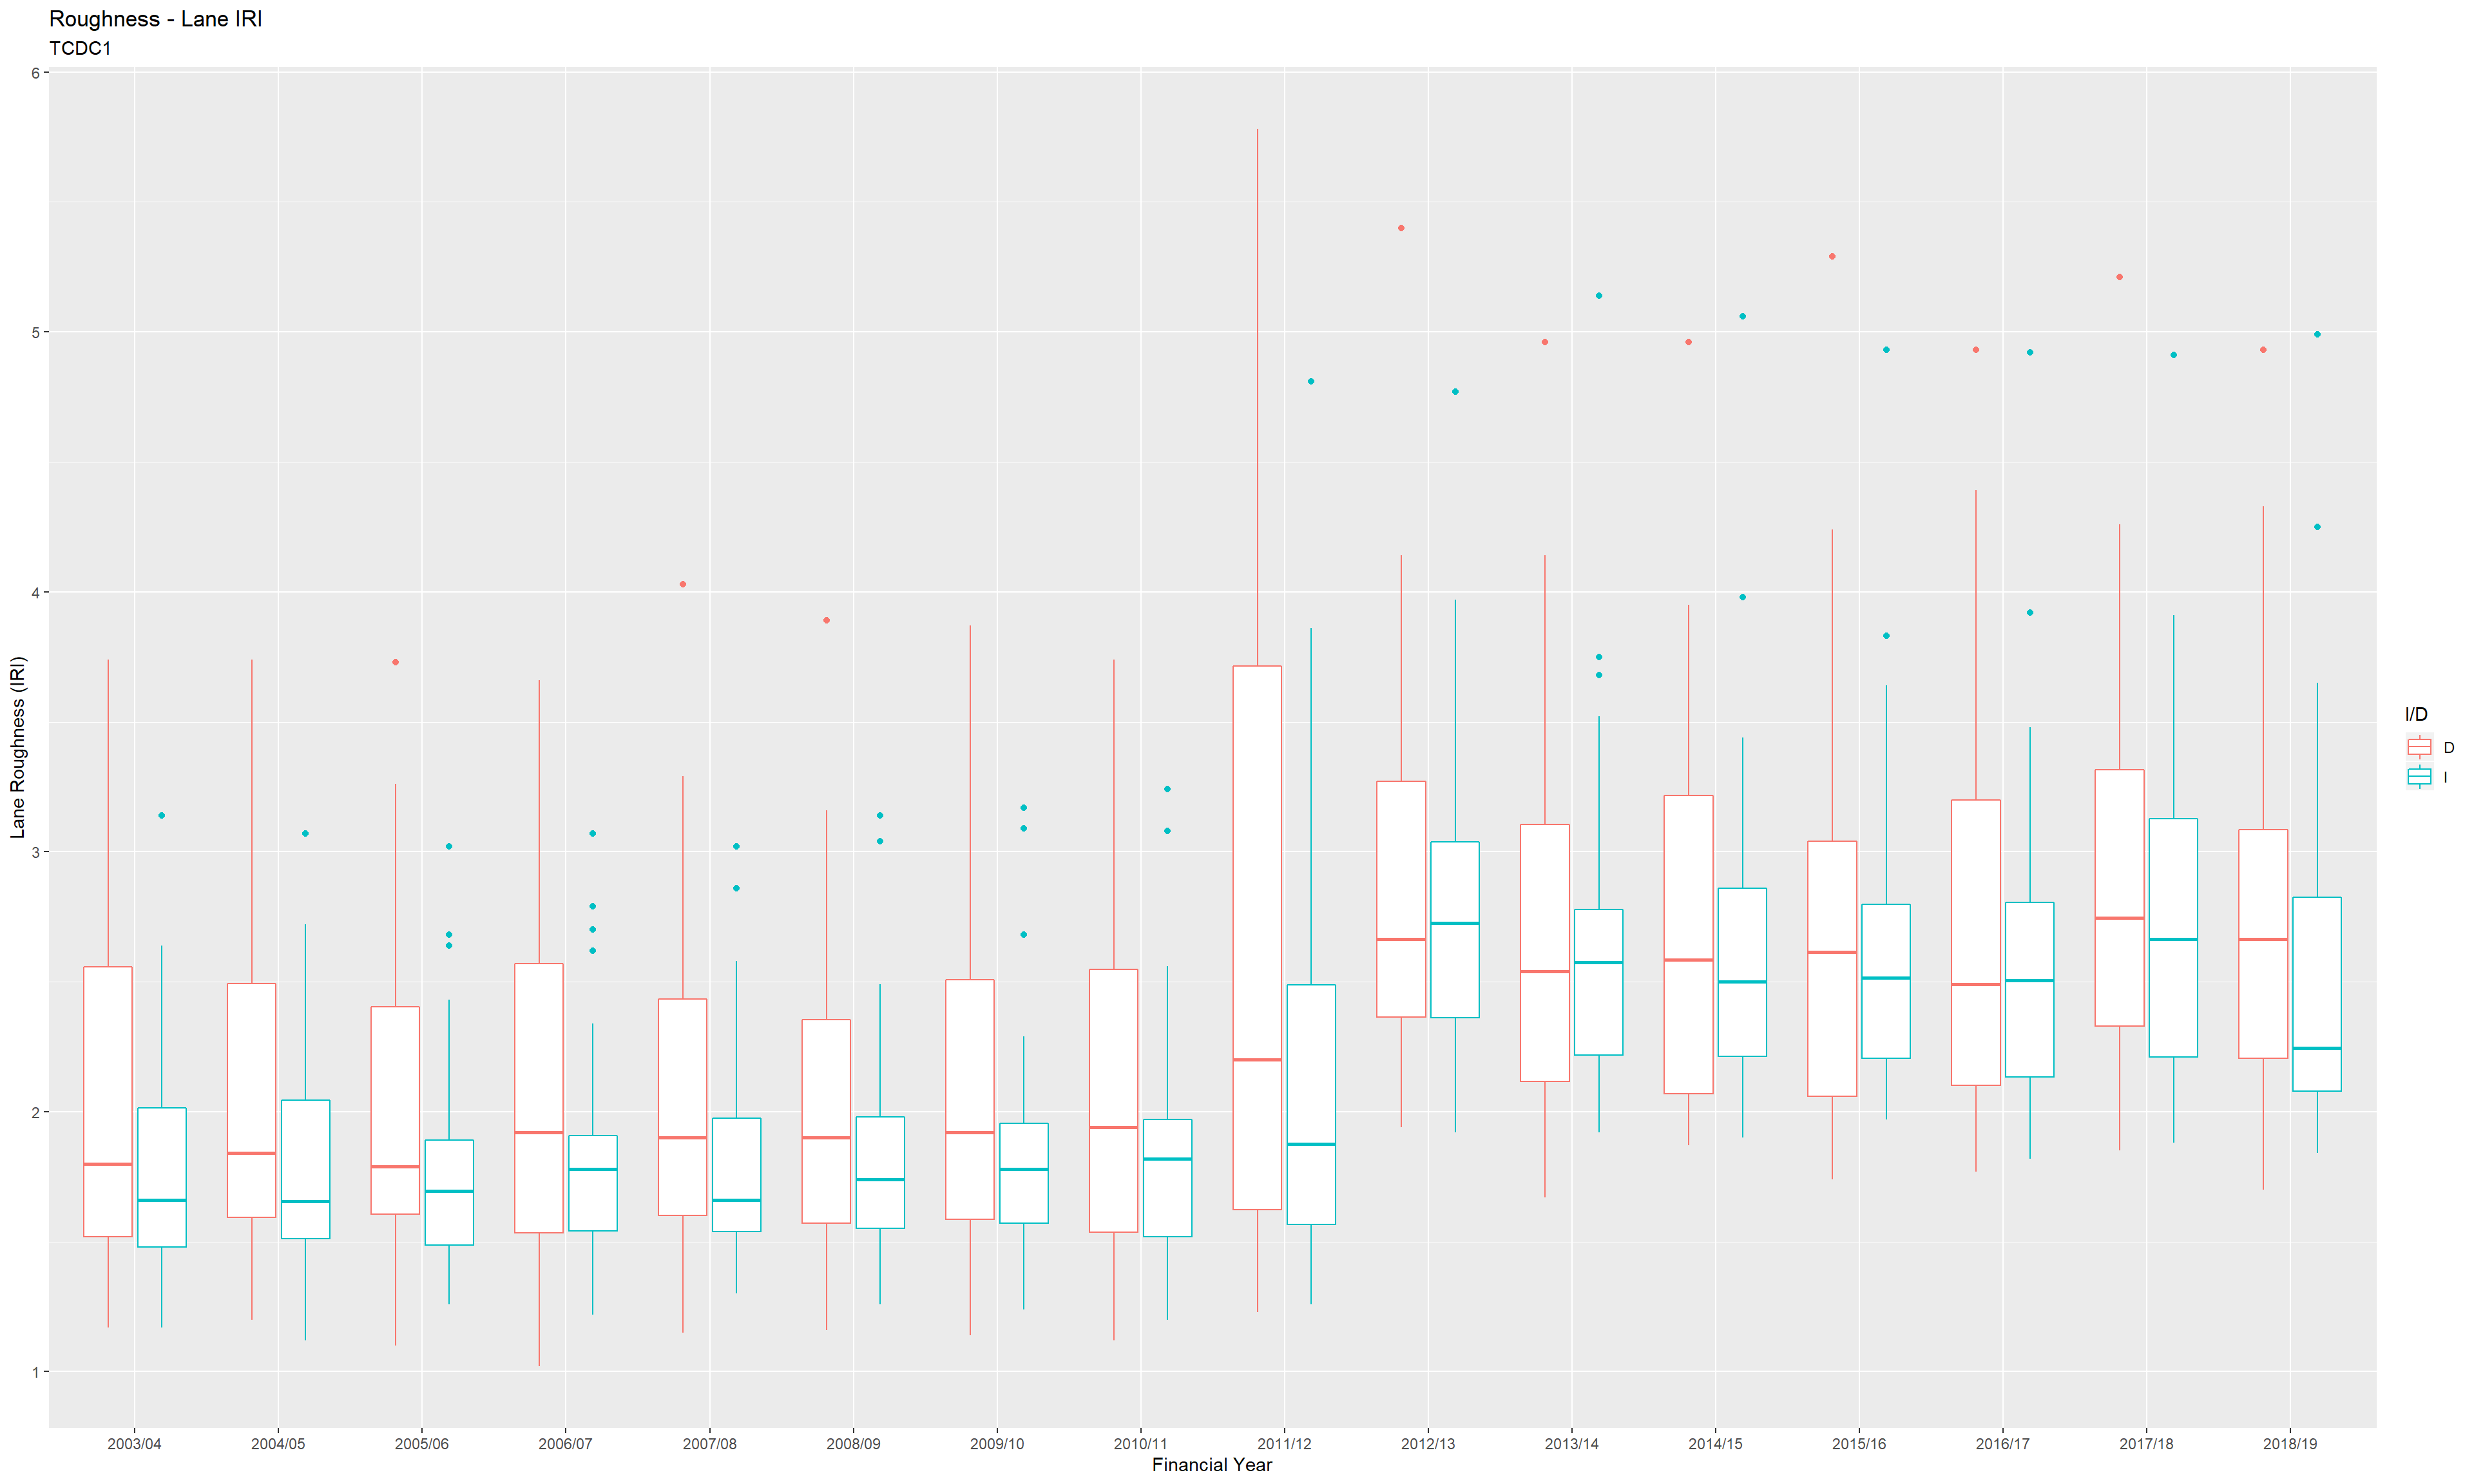 Roughness - Lane IRI
TCDC1
Lane Roughness (IRI)
6
5
4
3
2
1
2003/04 2004/05 2005/06 2006/07 2007/08 2008/09 2009/10 2010/11 2011/12 2012/13 2013/14 2014/15 2015/16 2016/17 2017/18 2018/19
Financial Year
I/D
D
I